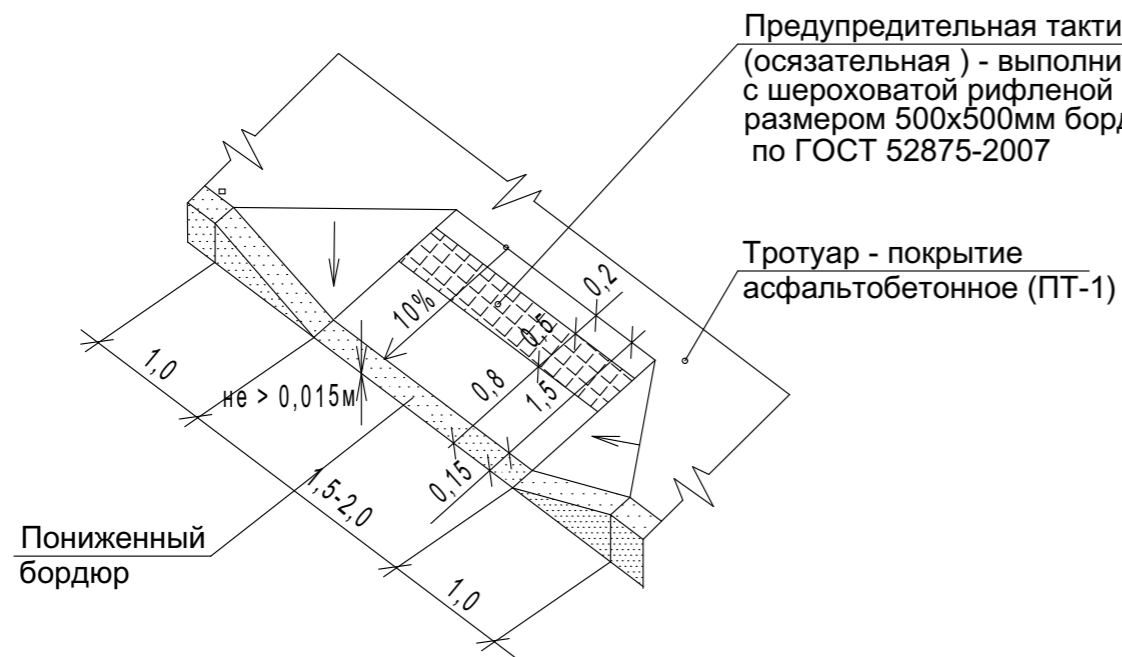 Предупредительная такти
(осязательная ) - выполни
с шероховатой рифленой
размером 500х500мм борд
по ГОСТ 52875-2007
Тротуар - покрытие
асфальтобетонное (ПТ-1)
0,2
10%
0,5
1,0
0,8
1,5
не > 0,015м
0,15
1,5-2,0
Пониженный
бордюр
1,0